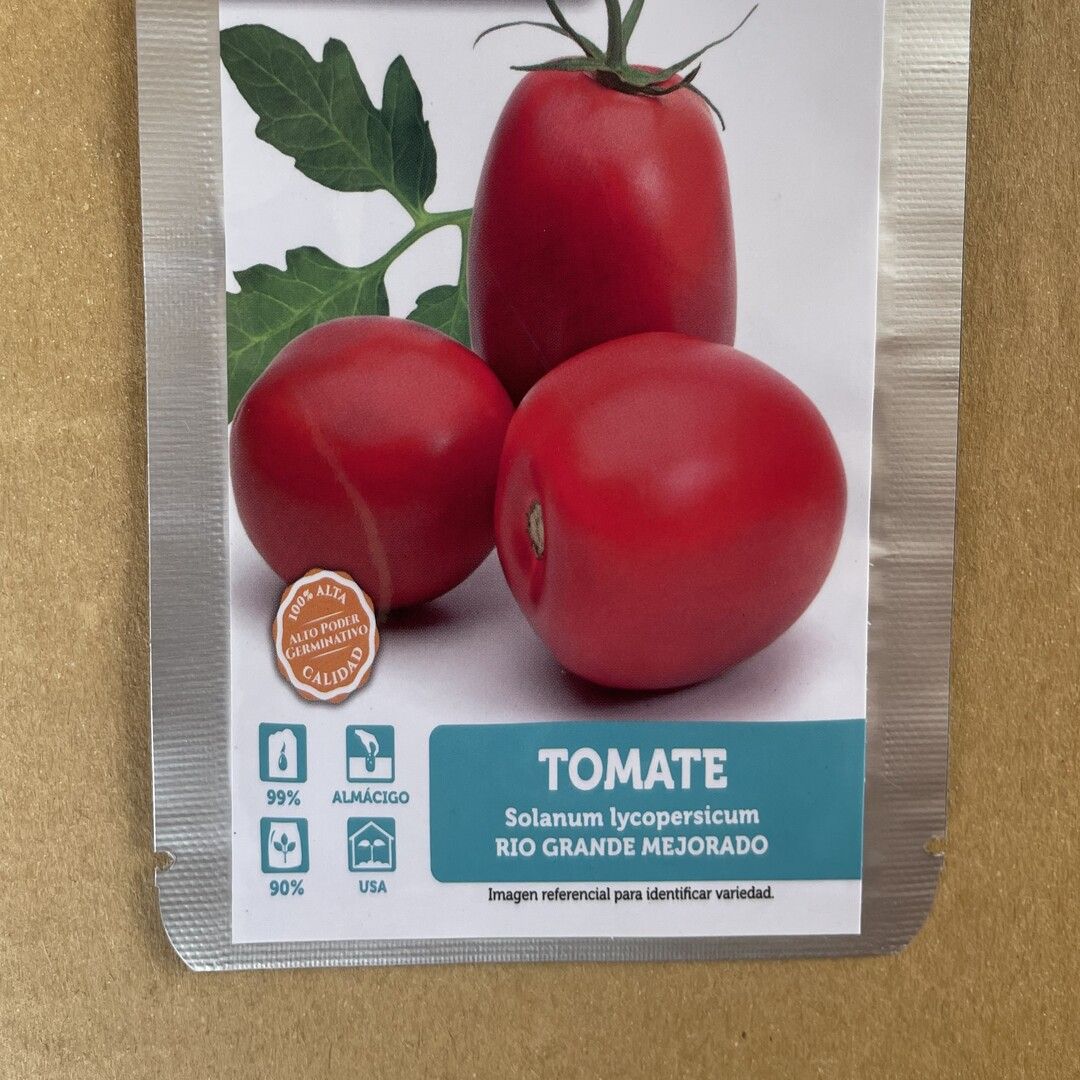 100% ALTA
ALTO PODER
GERMINATIVO
CALIDAD
99%
ALMÁCIGO
90%
USA
TOMATE
Solanum lycopersicum
RIO GRANDE MEJORADO
Imagen referencial para identificar variedad.